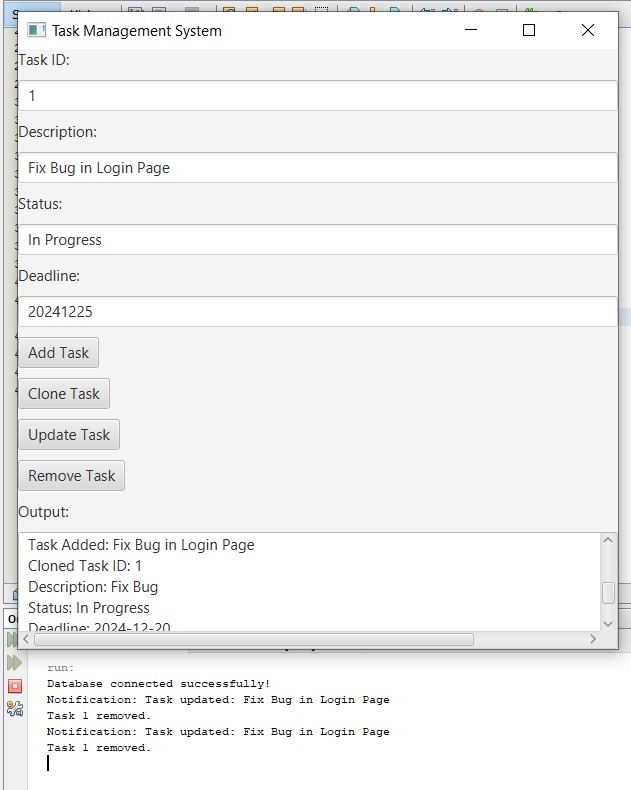 Task Management System
Task ID:
1
Description:
Fix Bug in Login Page
Status:
In Progress
Deadline:
20241225
Add Task
Clone Task
Update Task
Remove Task
Output:
Task Added: Fix Bug in Login Page
Cloned Task ID: 1
Description: Fix Bug
Status: In Progress
Deadline: 2024-12-20
run:
Database connected successfully!
Notification: Task updated: Fix Bug in Login Page
Task 1 removed.
Notification: Task updated: Fix Bug in Login Page
Task 1 removed.